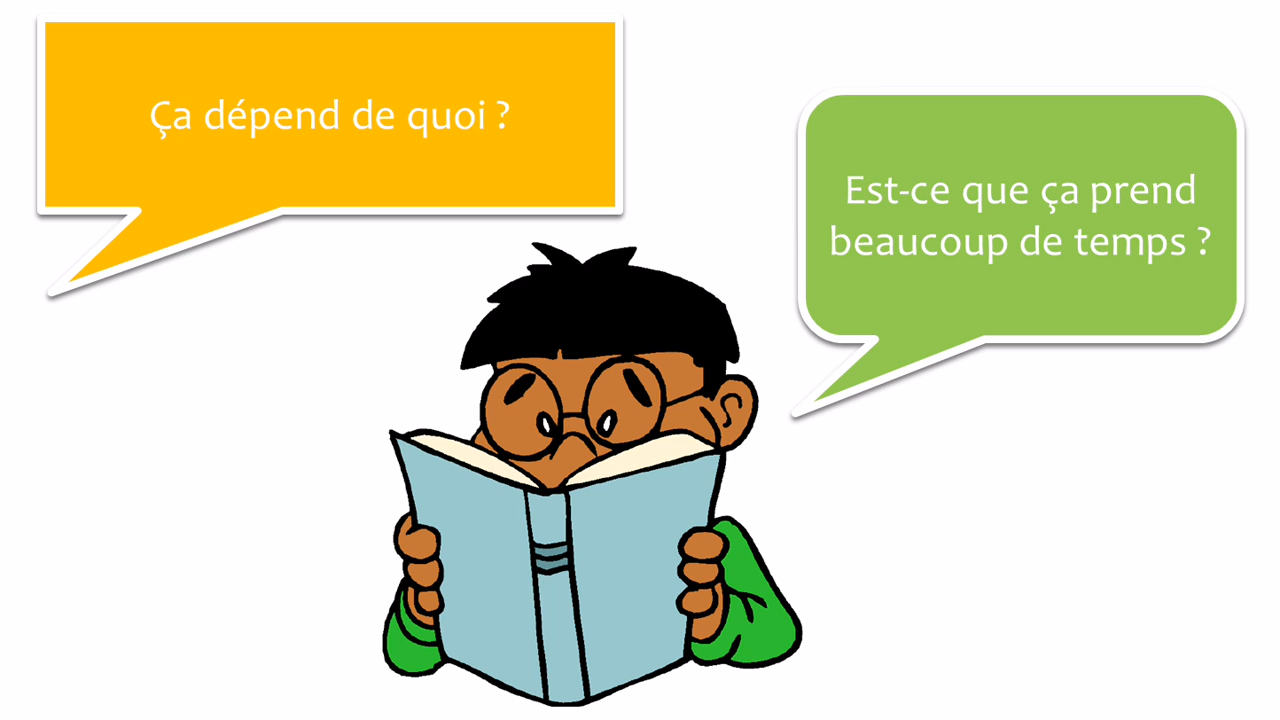 Ça dépend de quoi ?
Est-ce que ça prend
beaucoup de temps ?